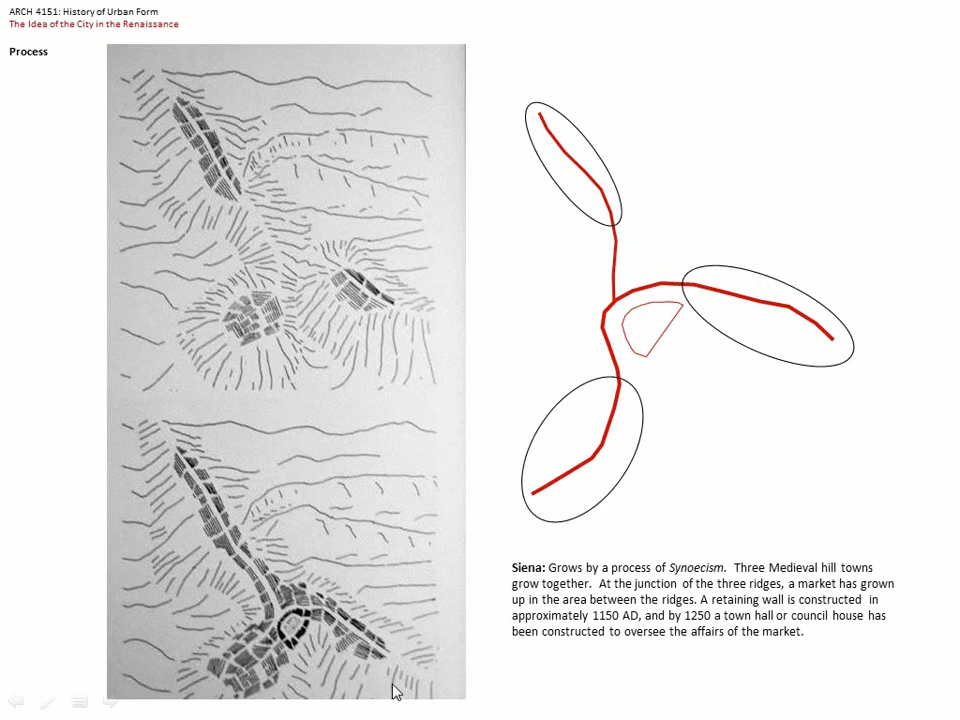 ARCH 4151: History of Urban Form
The Idea of the City in the Renaissance
Process
Siena: Grows by a process of Synoecism. Three Medieval hill towns
grow together. At the junction of the three ridges, a market has grown
up in the area between the ridges. A retaining wall is constructed in
approximately 1150 AD, and by 1250 a town hall or council house has
been constructed to oversee the affairs of the market.